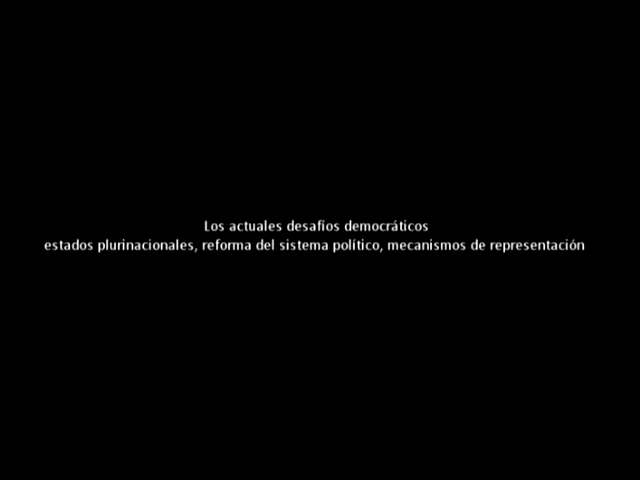 Los actuales desafíos democráticos
estados plurinacionales, reforma del sistema político, mecanismos de representación